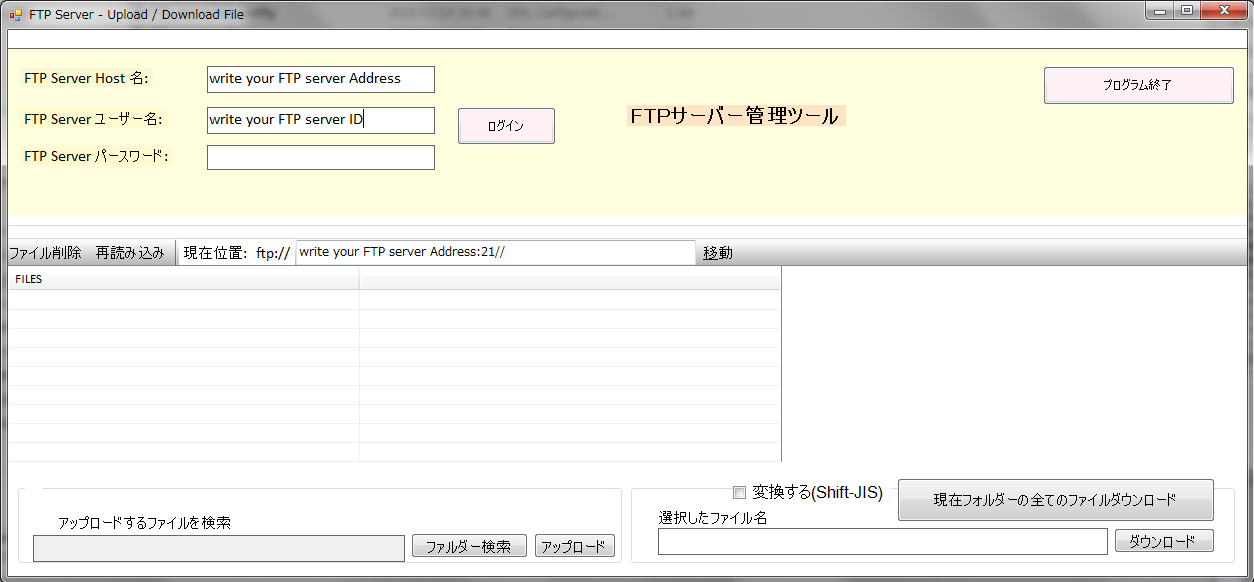 FTP Server - Upload / Download File
FTP Server Host 名:
write your FTP server Address
プログラム終了
FTP Server ユーザー名:
write your FTP server ID
ログイン
FTPサーバー管理ツール
FTP Server パースワード:
ファイル削除 再読み込み 現在位置: ftp:// write your FTP server Address:21// 移動
FILES
変換する(Shift-JIS)
現在フォルダーの全てのファイルダウンロード
アップロードするファイルを検索
選択したファイル名
ファルダー検索
アップロード
ダウンロード